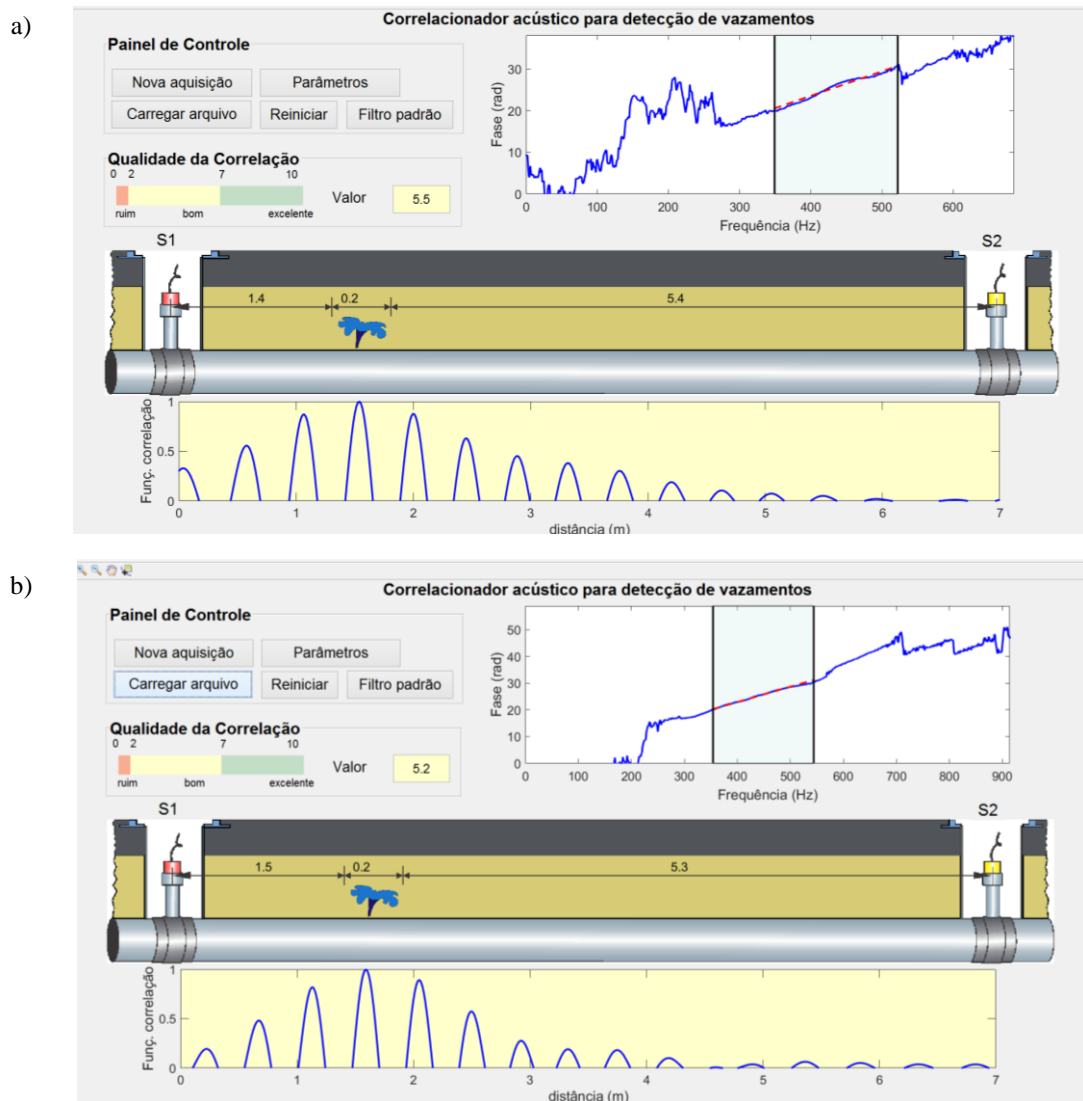 a)
Correlacionador acústico para detecção de vazamentos
Painel de Controle
Nova aquisição Parâmetros
Carregar arquivo Reiniciar Filtro padrão
Qualidade da Correlação
0 2 7 10
ruim bom excelente
Valor 5.5
Fase (rad)
30
20
10
0
0 100 200 300 400 500 600
Frequência (Hz)
S1 S2
1.4 0.2 5.4
Funç. correlação
1
0.5
0
0 1 2 3 4 5 6 7
distância (m)
b)
Correlacionador acústico para detecção de vazamentos
Painel de Controle
Nova aquisição Parâmetros
Carregar arquivo Reiniciar Filtro padrão
Qualidade da Correlação
0 2 7 10
ruim bom excelente
Valor 5.2
Fase (rad)
50
40
30
20
10
0
0 100 200 300 400 500 600 700 800 900
Frequência (Hz)
S1 S2
1.5 0.2 5.3
Funç. correlação
1
0.5
0
0 1 2 3 4 5 6 7
distância (m)